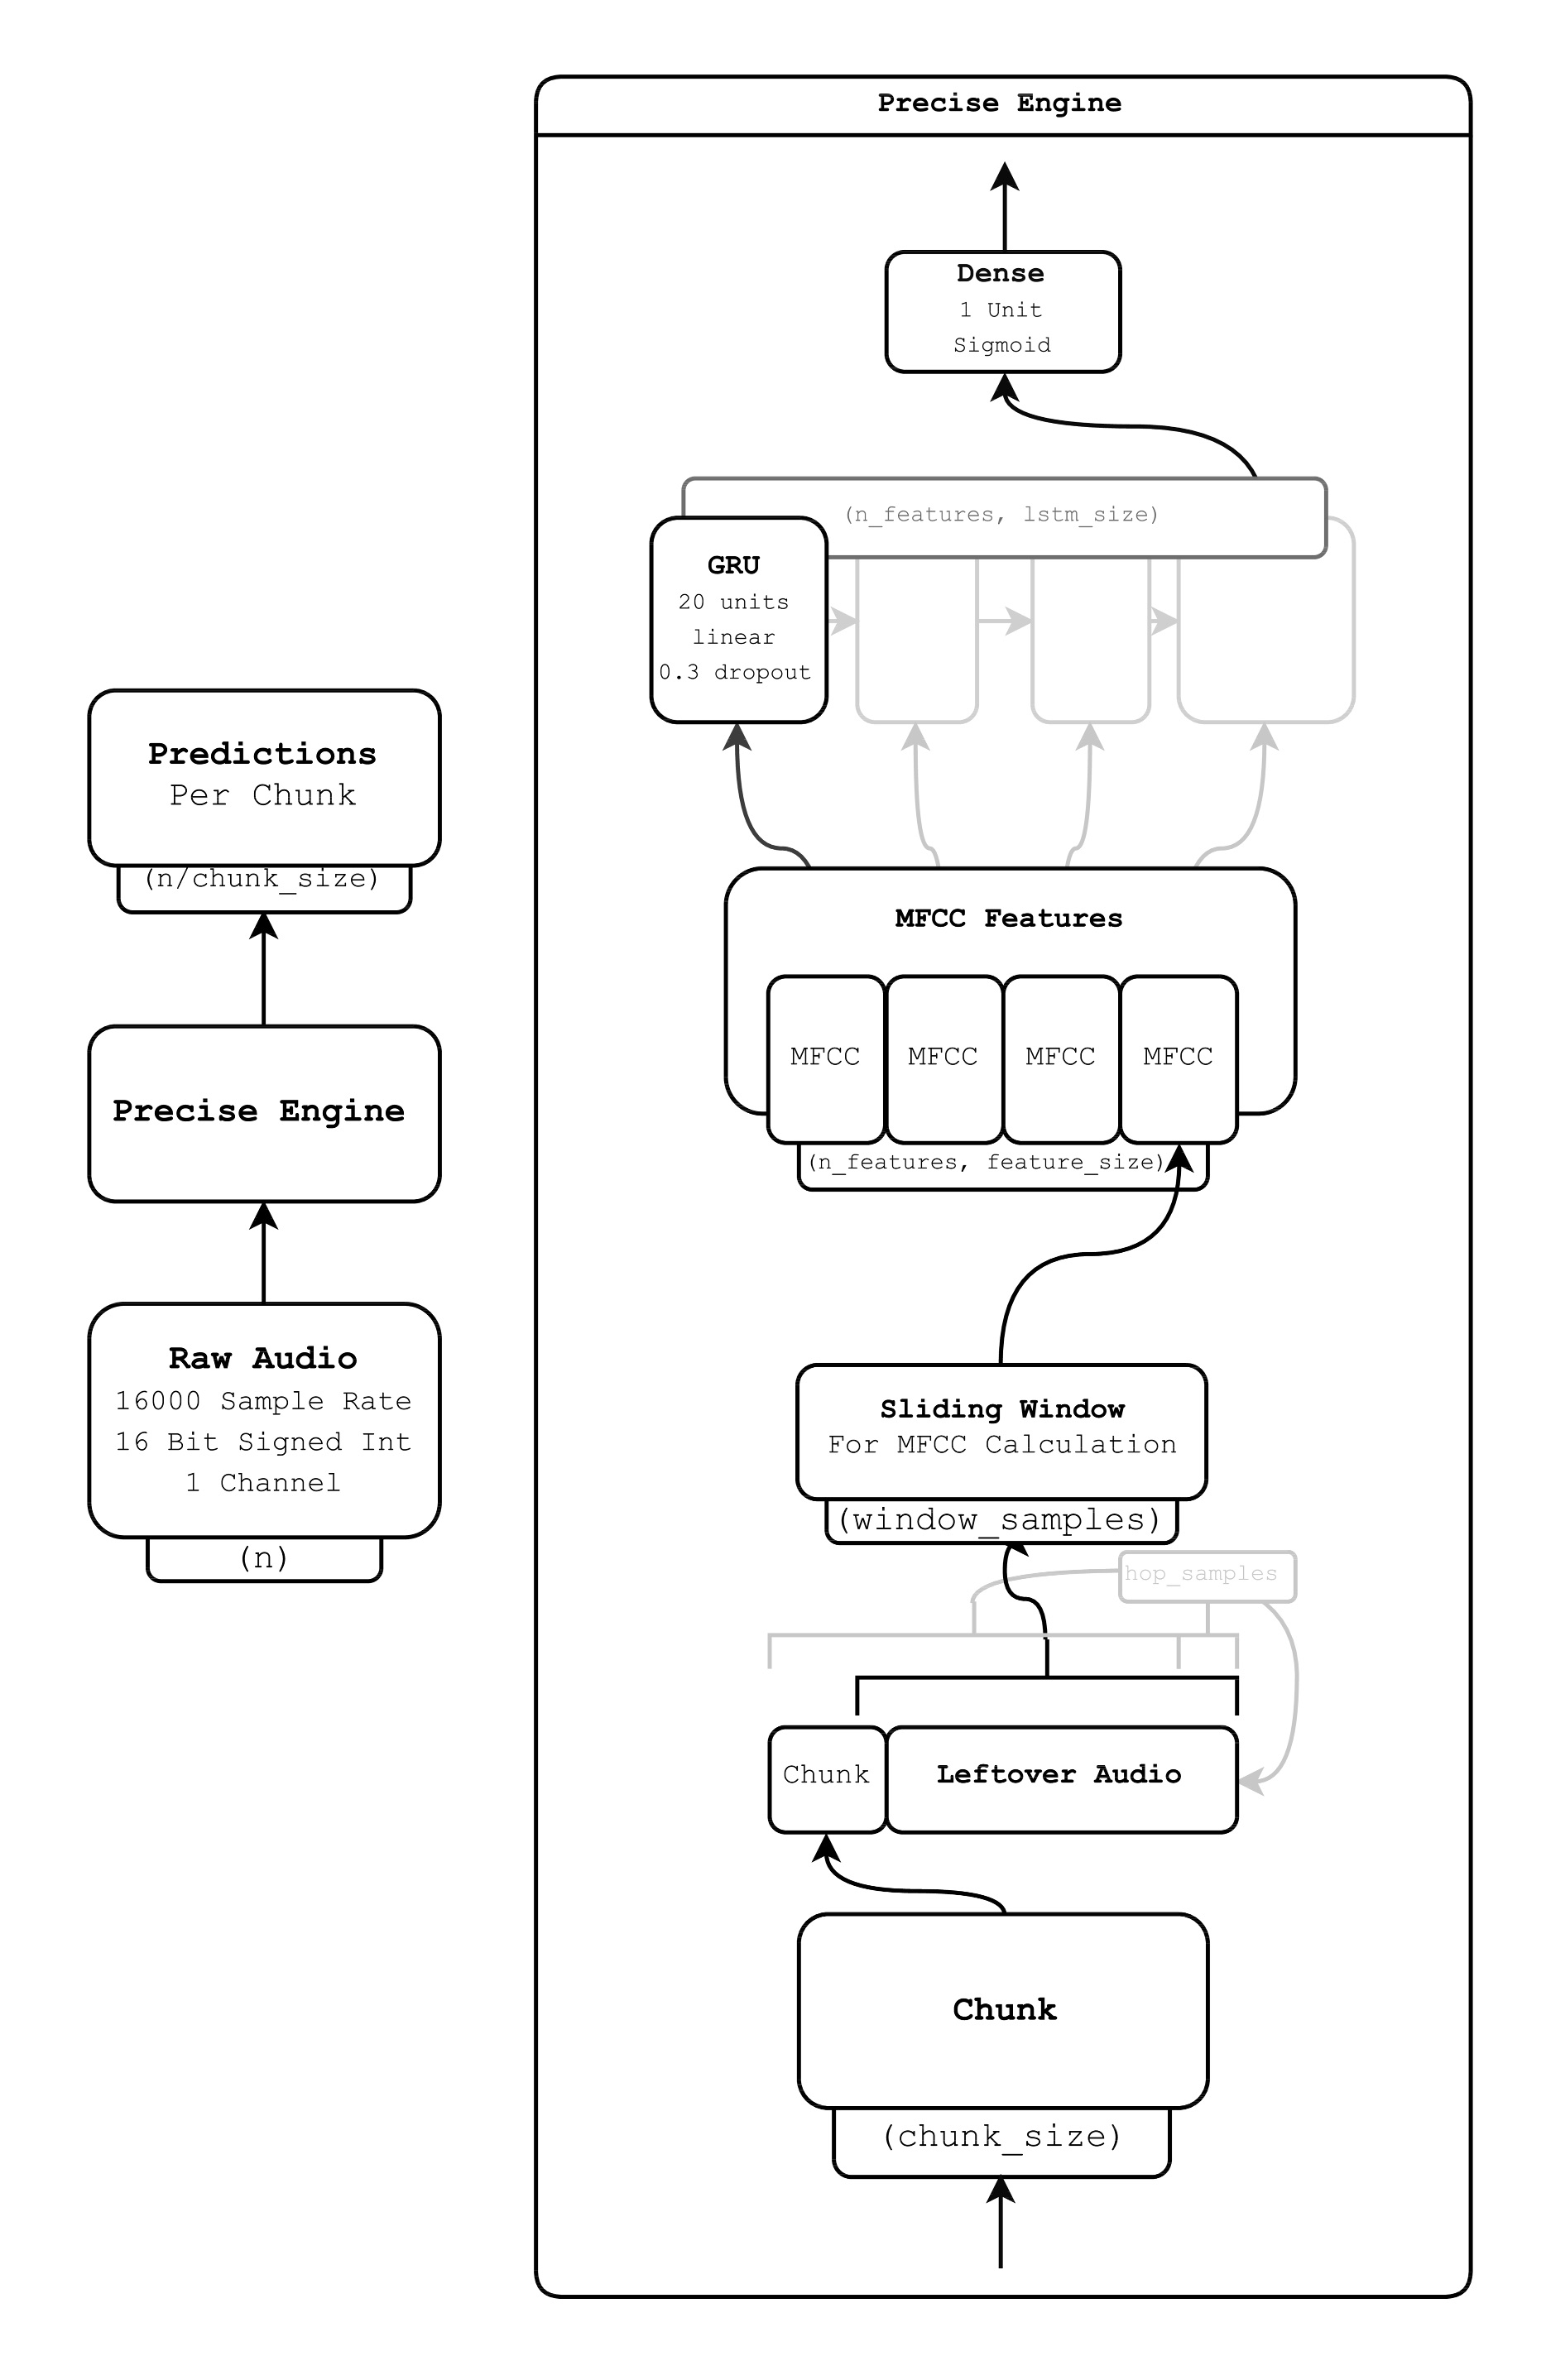 Precise Engine
Dense
1 Unit
Sigmoid
(n_features, lstm_size)
GRU
20 units
linear
0.3 dropout
Predictions
Per Chunk
(n/chunk_size)
MFCC Features
MFCC MFCC MFCC MFCC
(n_features, feature_size)
Precise Engine
Raw Audio
16000 Sample Rate
16 Bit Signed Int
1 Channel
(n)
Sliding Window
For MFCC Calculation
(window_samples)
hop_samples
Chunk
Leftover Audio
Chunk
(chunk_size)